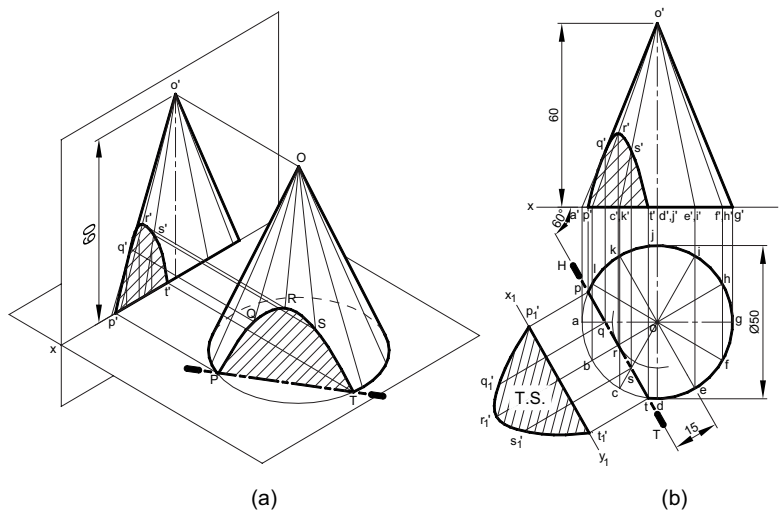 o'
O
60
r'
s'
q'
t'
p'
x
R
Q
S
P
T
(a)
o'
60
r'
q'
s'
x
a' p' c' k' t' d',j' e' i' f' h' g'
60°
j
H
k
i
l
h
p
x1
p1'
a
q
o
g
Ø50
r
b
f
q1'
s
T.S.
c
e
r1'
t d
s1'
t1'
T
15
y1
(b)